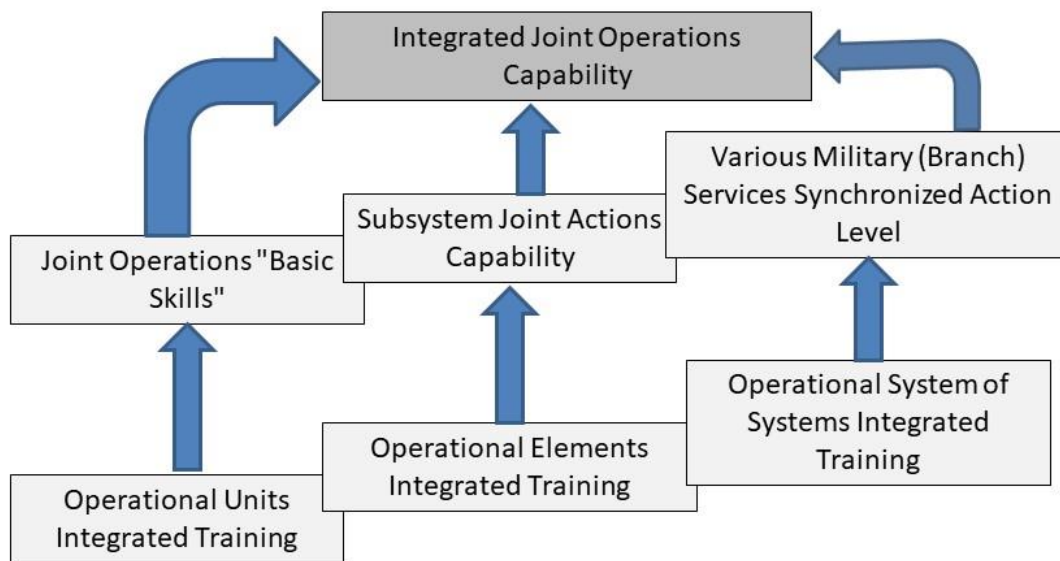 Integrated Joint Operations
Capability
Various Military (Branch)
Services Synchronized Action
Level
Subsystem Joint Actions
Capability
Joint Operations "Basic
Skills"
Operational System of
Systems Integrated
Training
Operational Elements
Integrated Training
Operational Units
Integrated Training